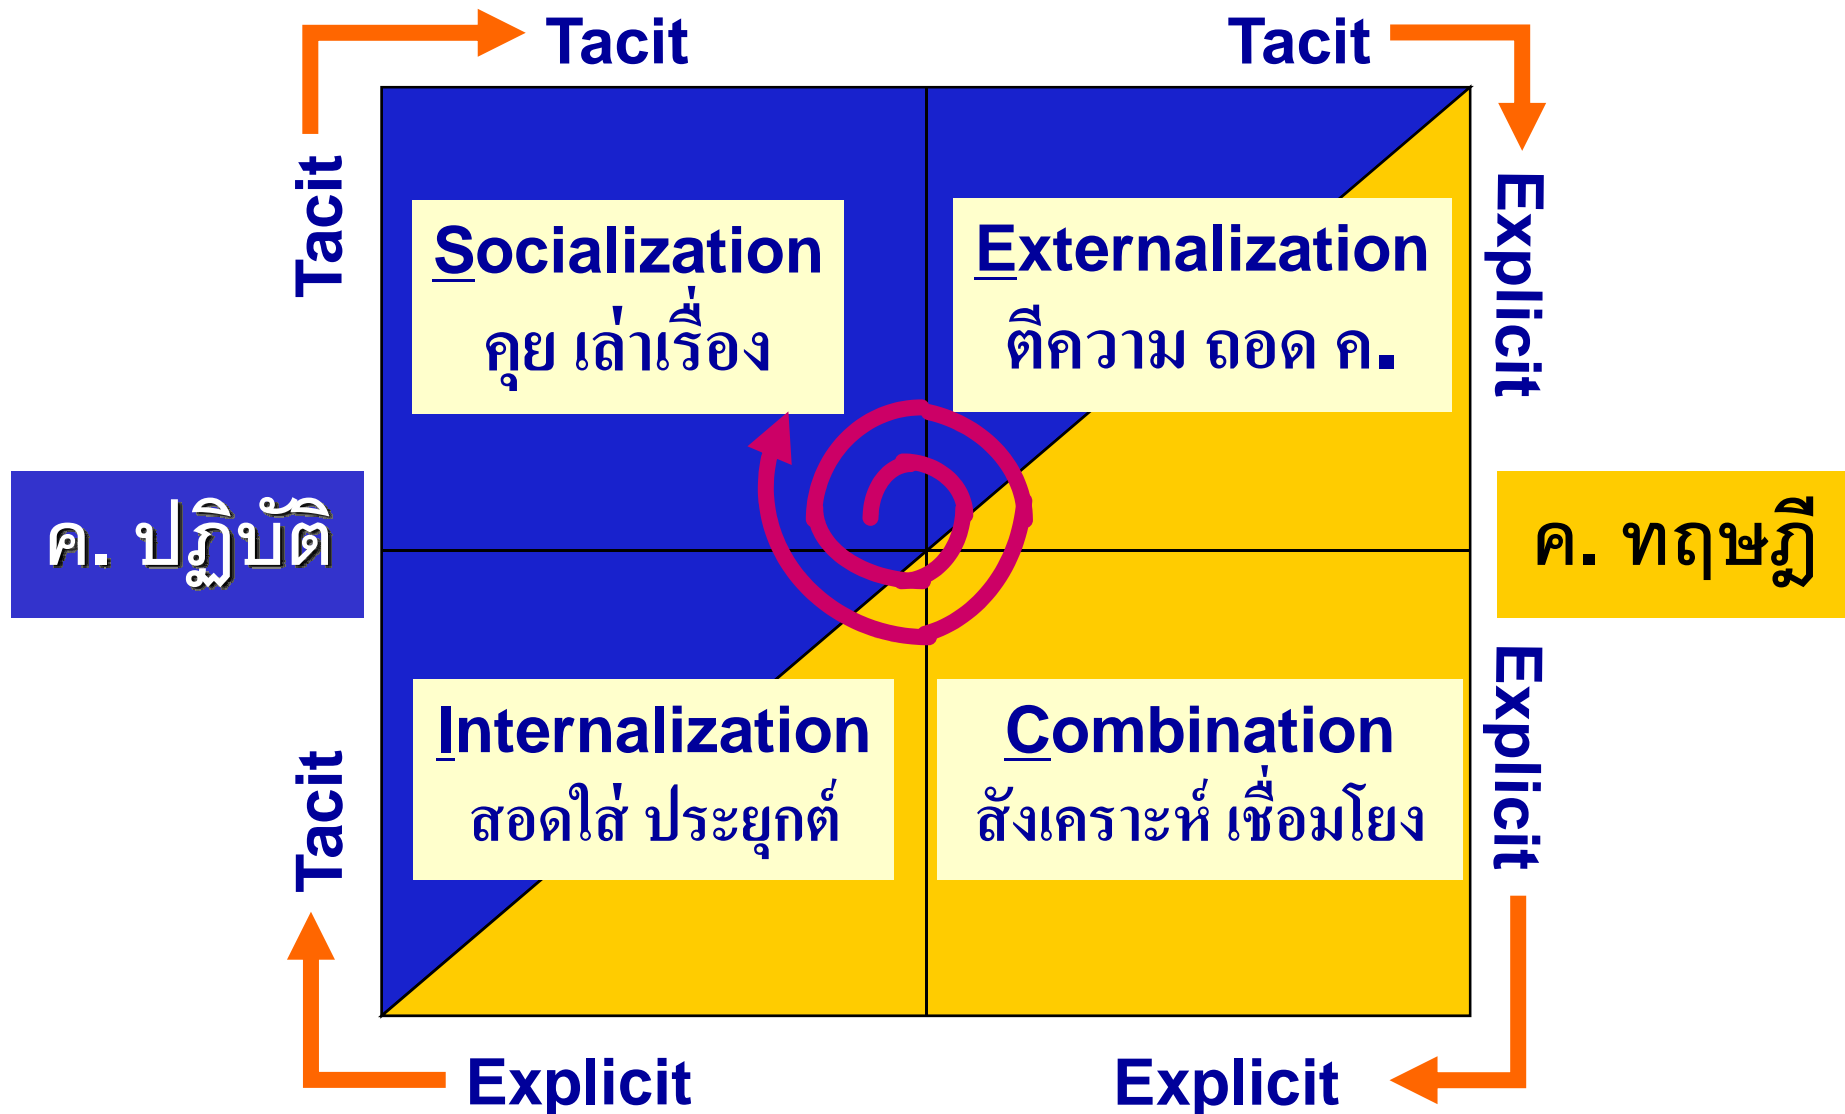 Tacit
Tacit
Tacit
Explicit
Socialization
คุย เล่าเรื่อง
Externalization
ตีความ ถอด ค.
ค. ปฏิบัติ
ค. ทฤษฎี
Internalization
สอดใส่ ประยุกต์
Combination
สังเคราะห์ เชื่อมโยง
Tacit
Explicit
Explicit
Explicit